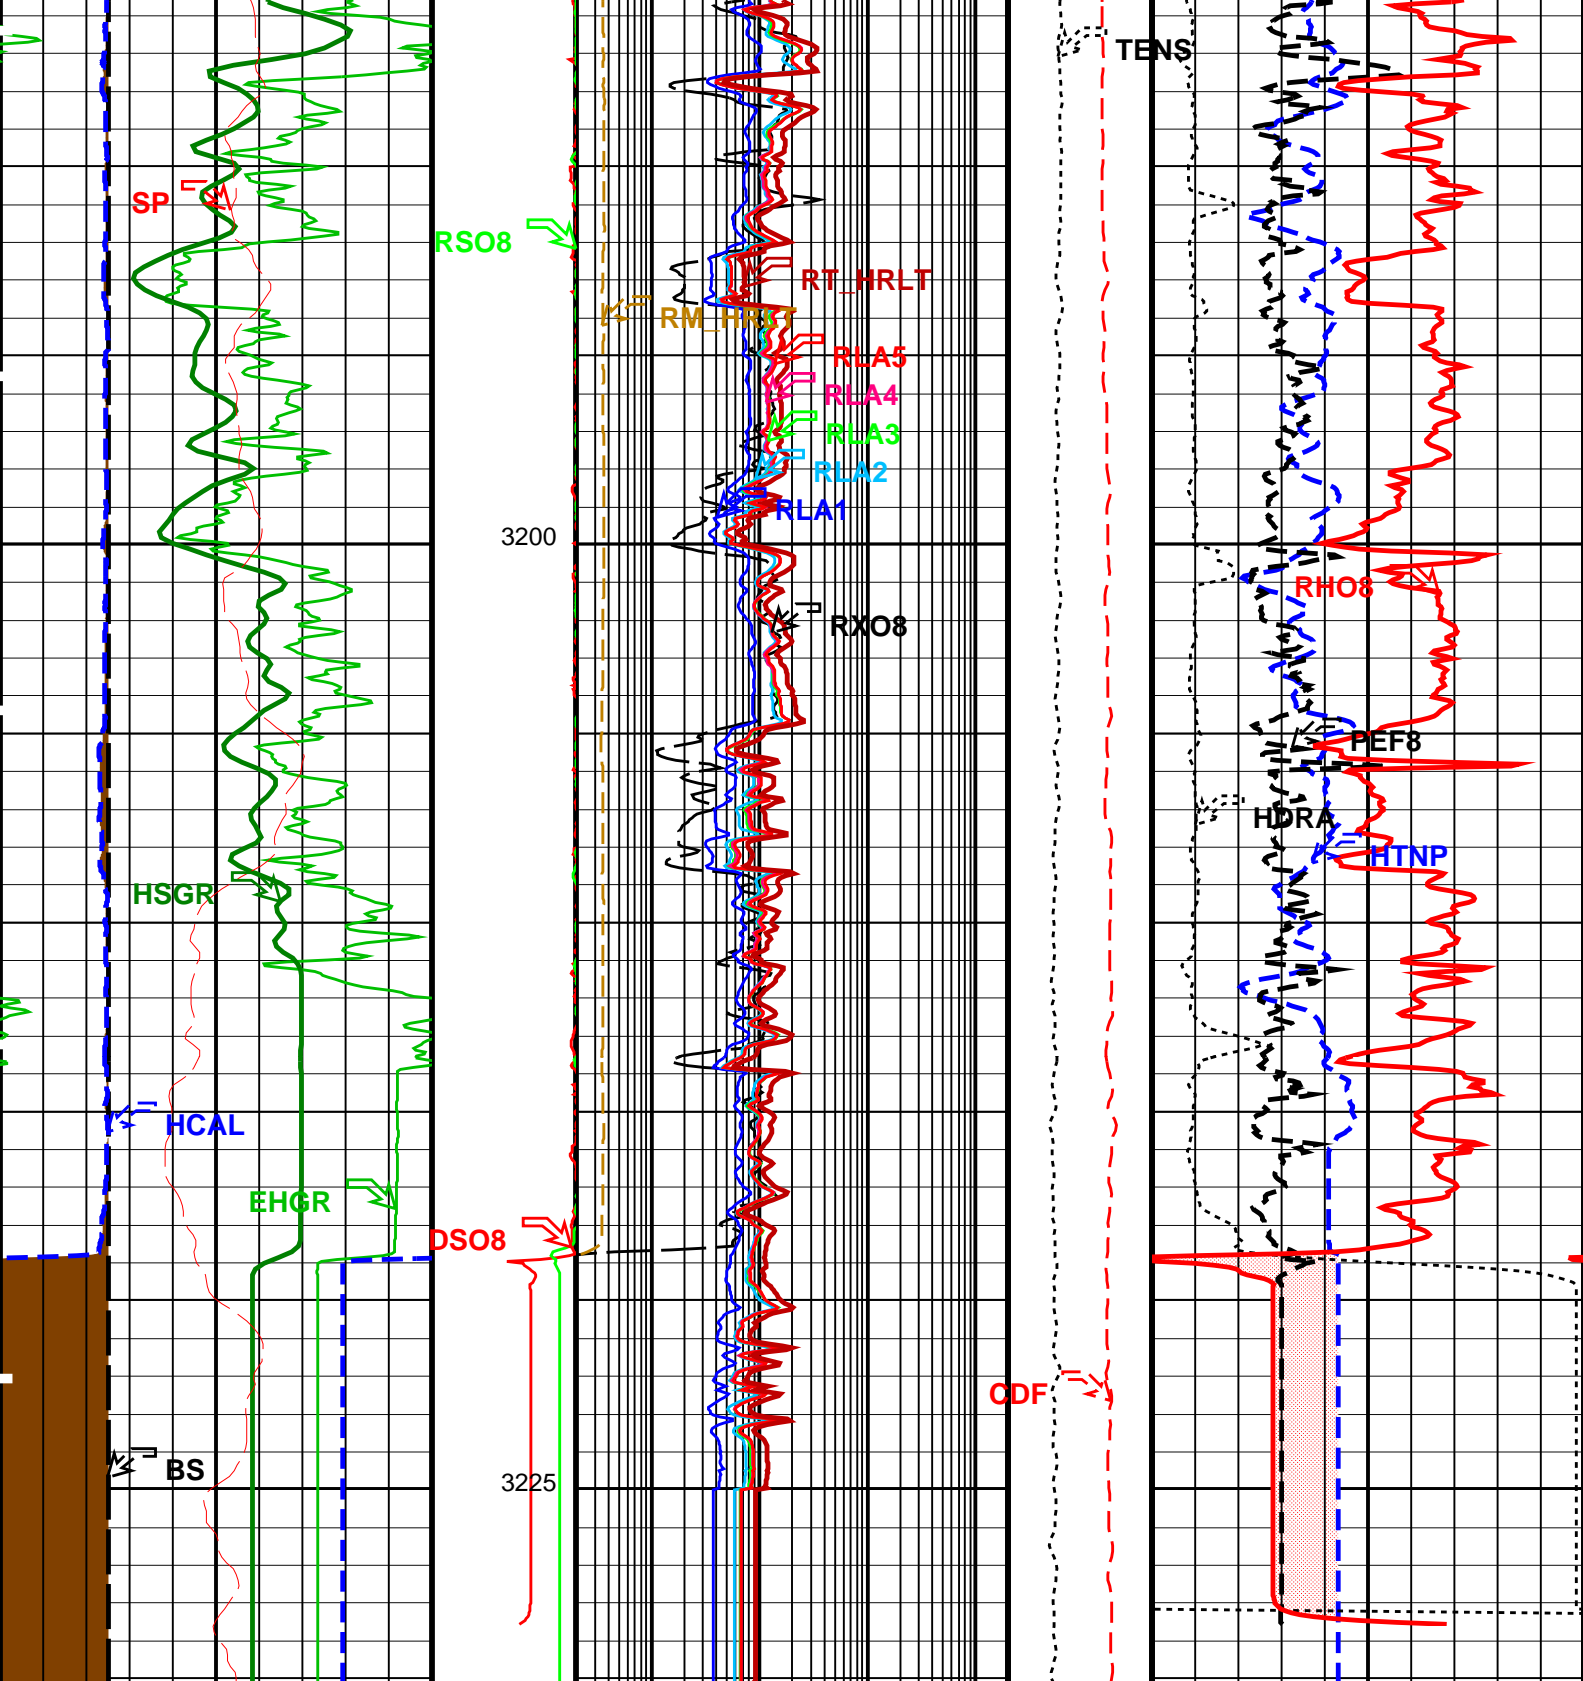 TENS
SP
RSO8
RT_HRLT
RM_HRLT
RLA5
RLA4
RLA3
RLA2
RLA1
3200
RHO8
RXO8
PEF8
HDRA
HTNP
HSGR
HCAL
EHGR
DSO8
CDF
BS
3225